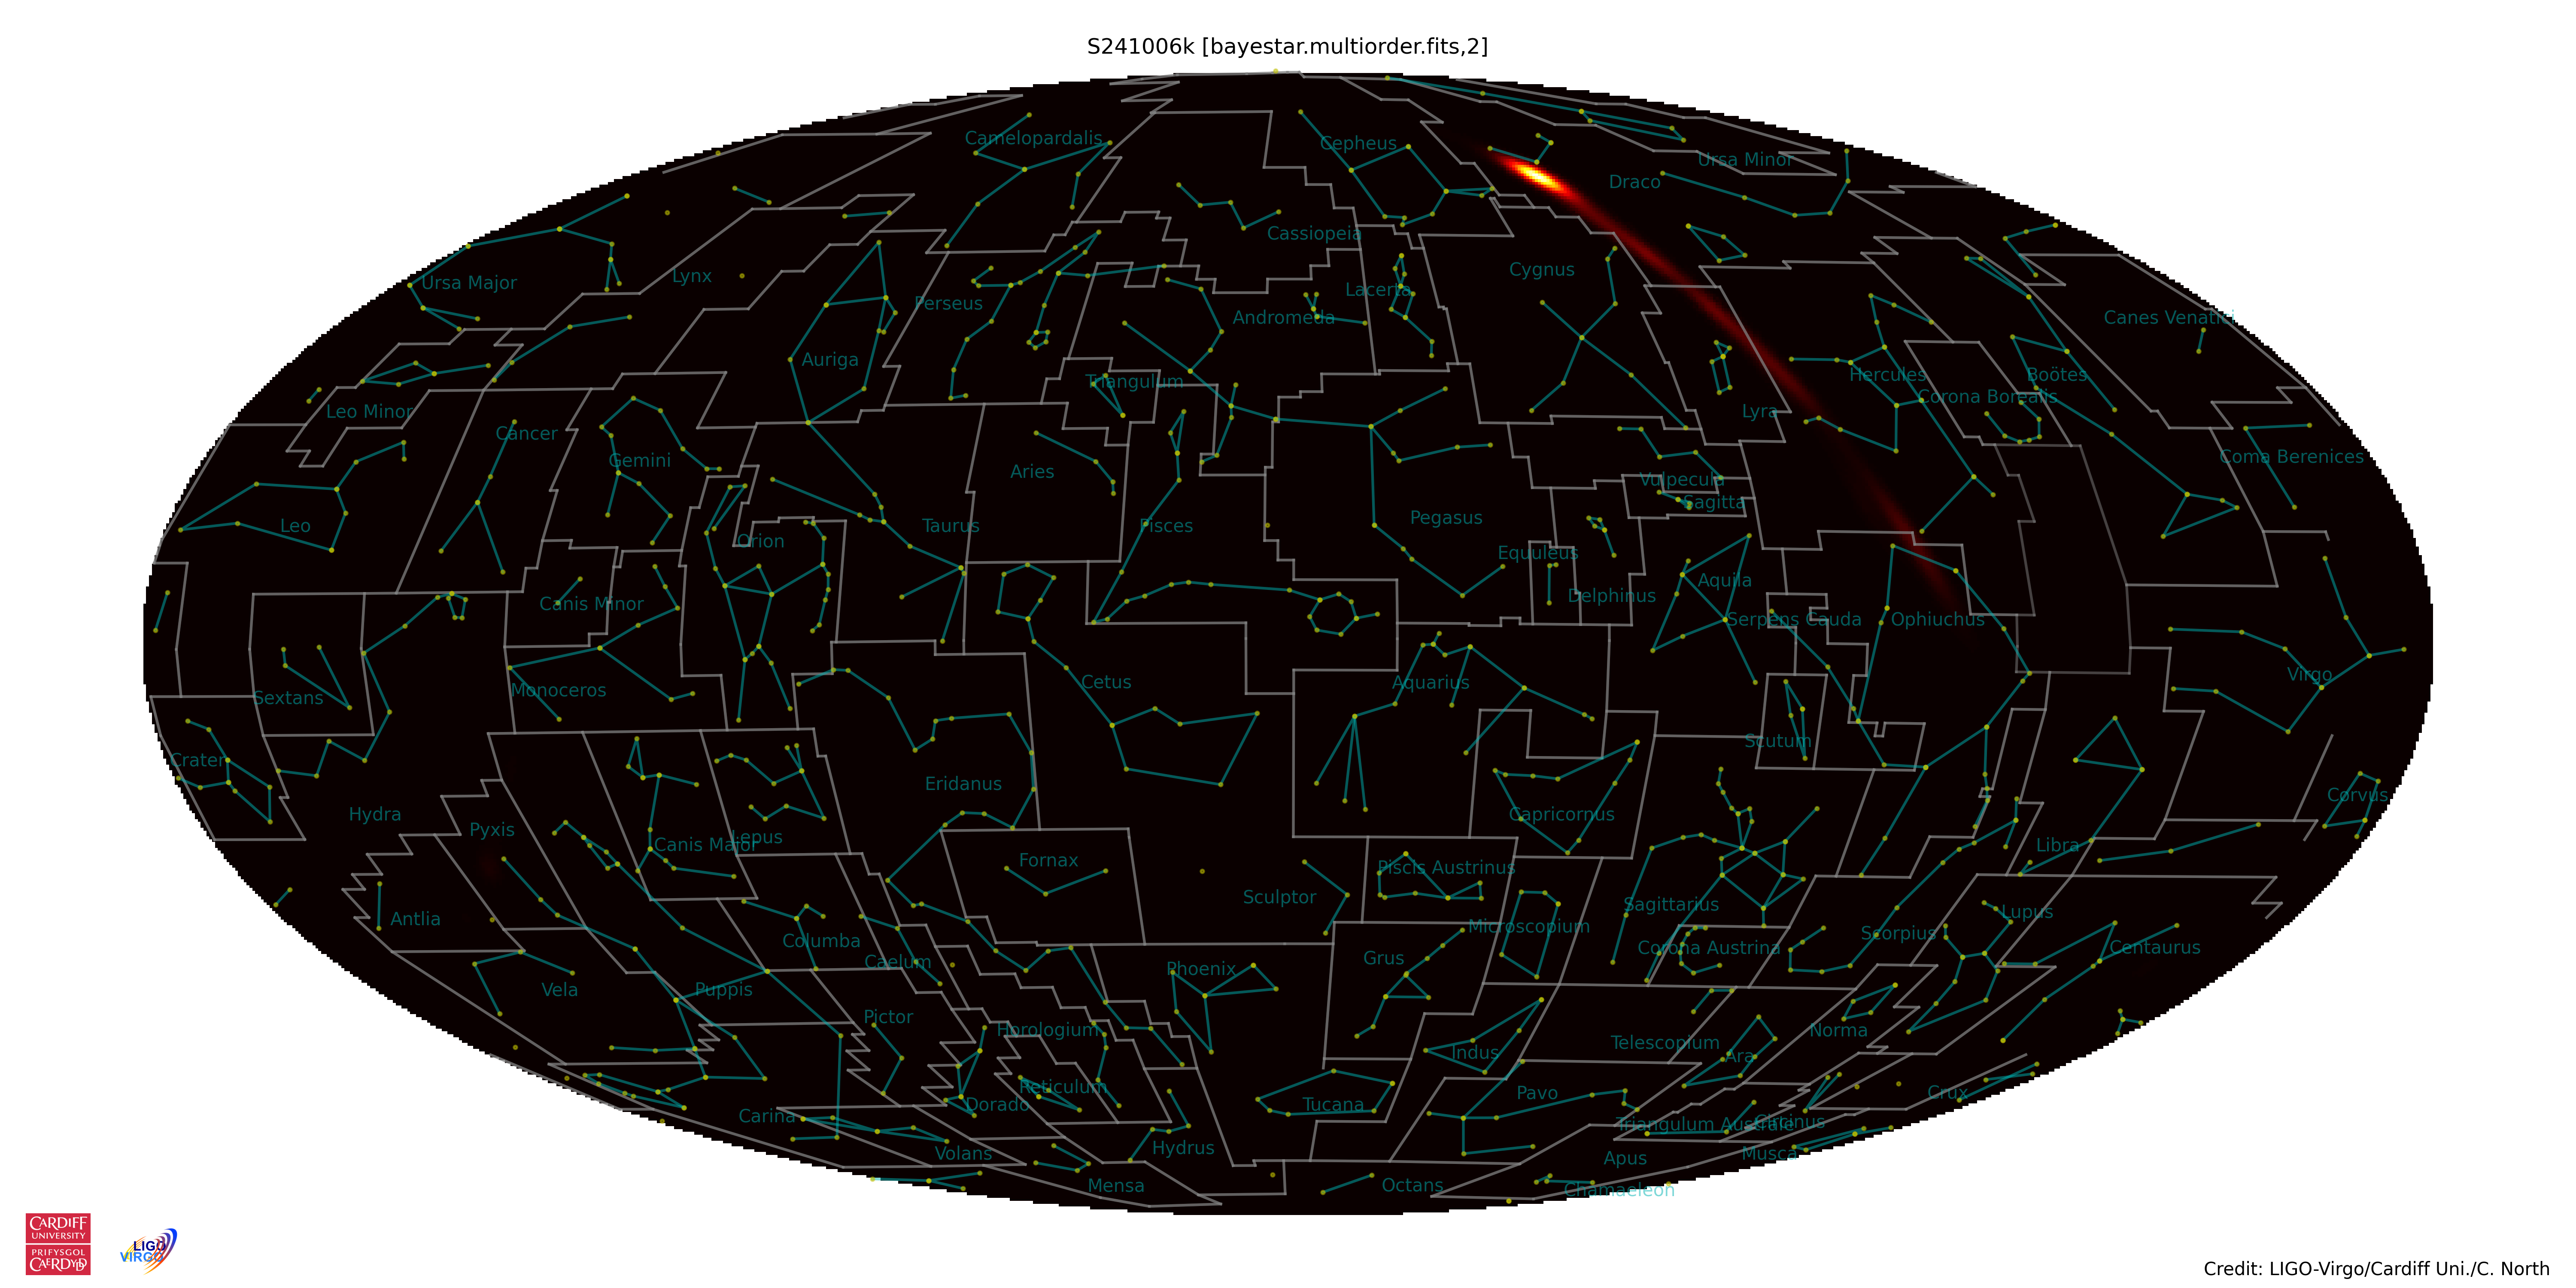 S241006k [bayestar.multiorder.fits,2]
Camelopardalis
Cepheus
Ursa Minor
Draco
Cassiopeia
Ursa Major
Lynx
Cygnus
Perseus
Lacerta
Andromeda
Canes Venatici
Auriga
Triangulum
Hercules
Boötes
Corona Borealis
Leo Minor
Lyra
Cancer
Gemini
Aries
Coma Berenices
Vulpecula
Sagitta
Leo
Orion
Taurus
Pisces
Pegasus
Equuleus
Aquila
Canis Minor
Delphinus
Serpens Cauda
Ophiuchus
Sextans
Monoceros
Cetus
Aquarius
Virgo
Crater
Scutum
Eridanus
Corvus
Hydra
Pyxis
Capricornus
Canis Major
Lepus
Libra
Fornax
Piscis Austrinus
Sculptor
Antlia
Sagittarius
Lupus
Microscopium
Columba
Corona Austrina
Scorpius
Centaurus
Caelum
Phoenix
Grus
Vela
Puppis
Pictor
Horologium
Norma
Indus
Telescopium
Ara
Reticulum
Pavo
Crux
Dorado
Tucana
Carina
Triangulum Australe
Circinus
Hydrus
Volans
Apus
Musca
Mensa
Octans
Chamaeleon
CARDIFF
UNIVERSITY
PRIFYSGOL
CAERDYDD
LIGO
VIRGO
Credit: LIGO-Virgo/Cardiff Uni./C. North